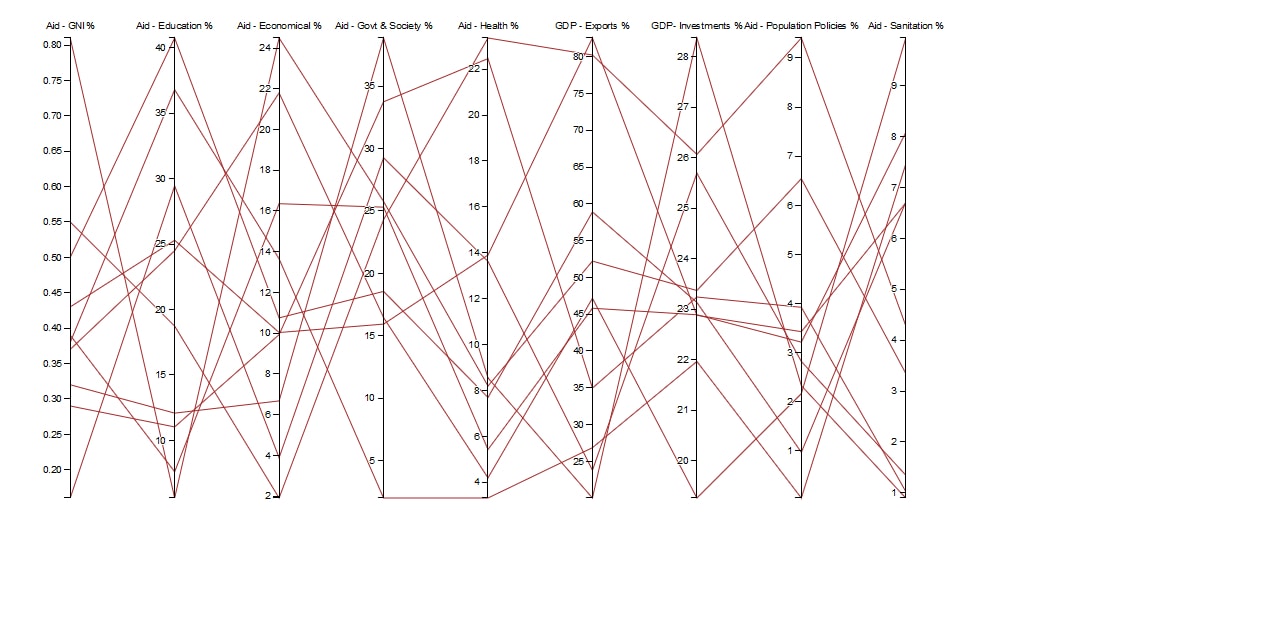 Aid - GNI % Aid - Education % Aid - Economical % Aid - Govt & Society % Aid - Health % GDP - Exports % GDP- Investments % Aid - Population Policies % Aid - Sanitation %
0.80 0.75 0.70 0.65 0.60 0.55 0.50 0.45 0.40 0.35 0.30 0.25 0.20
40 35 30 25 20 15 10
24 22 20 18 16 14 12 10 8 6 4 2
35 30 25 20 15 10 5
22 20 18 16 14 12 10 8 6 4
80 75 70 65 60 55 50 45 40 35 30 25
28 27 26 25 24 23 22 21 20
9 8 7 6 5 4 3 2 1
9 8 7 6 5 4 3 2 1